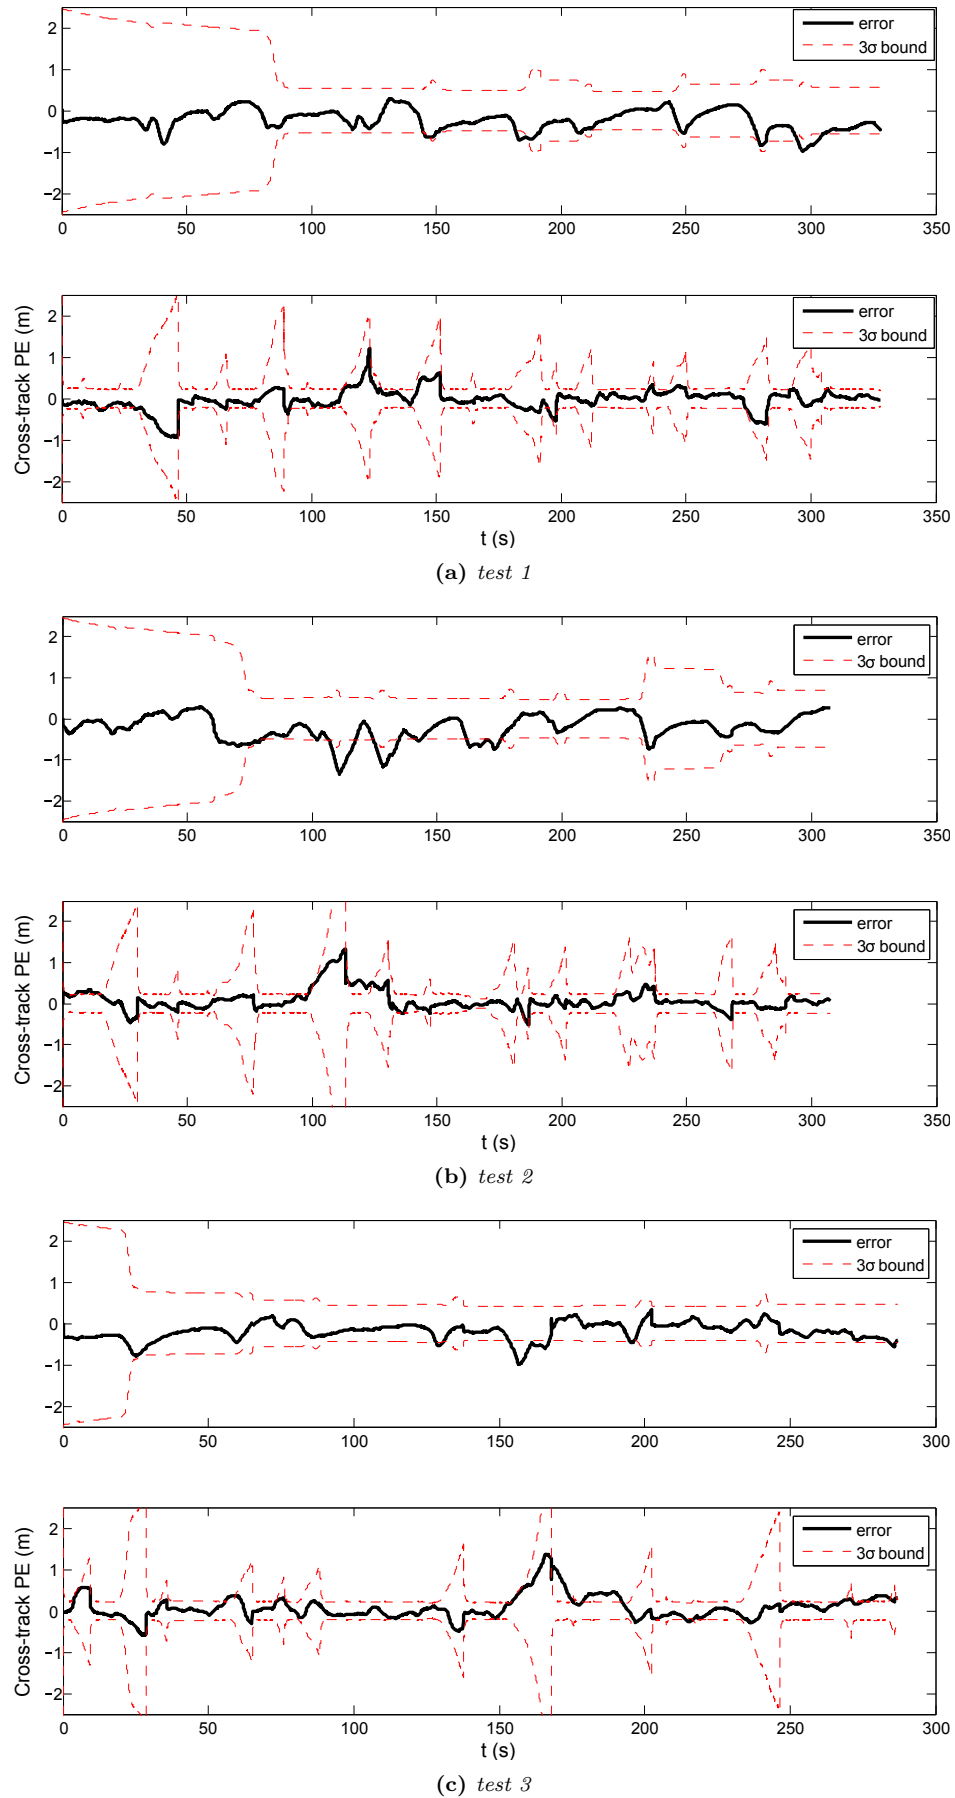 2
1
0
−1
−2
0 50 100 150 200 250 300 350
error
3σ bound
Cross-track PE (m)
2
1
0
−1
−2
0 50 100 150 200 250 300 350
error
3σ bound
t (s)
(a) test 1
2
1
0
−1
−2
0 50 100 150 200 250 300 350
error
3σ bound
Cross-track PE (m)
2
1
0
−1
−2
0 50 100 150 200 250 300 350
error
3σ bound
t (s)
(b) test 2
2
1
0
−1
−2
0 50 100 150 200 250 300
error
3σ bound
Cross-track PE (m)
2
1
0
−1
−2
0 50 100 150 200 250 300
error
3σ bound
t (s)
(c) test 3